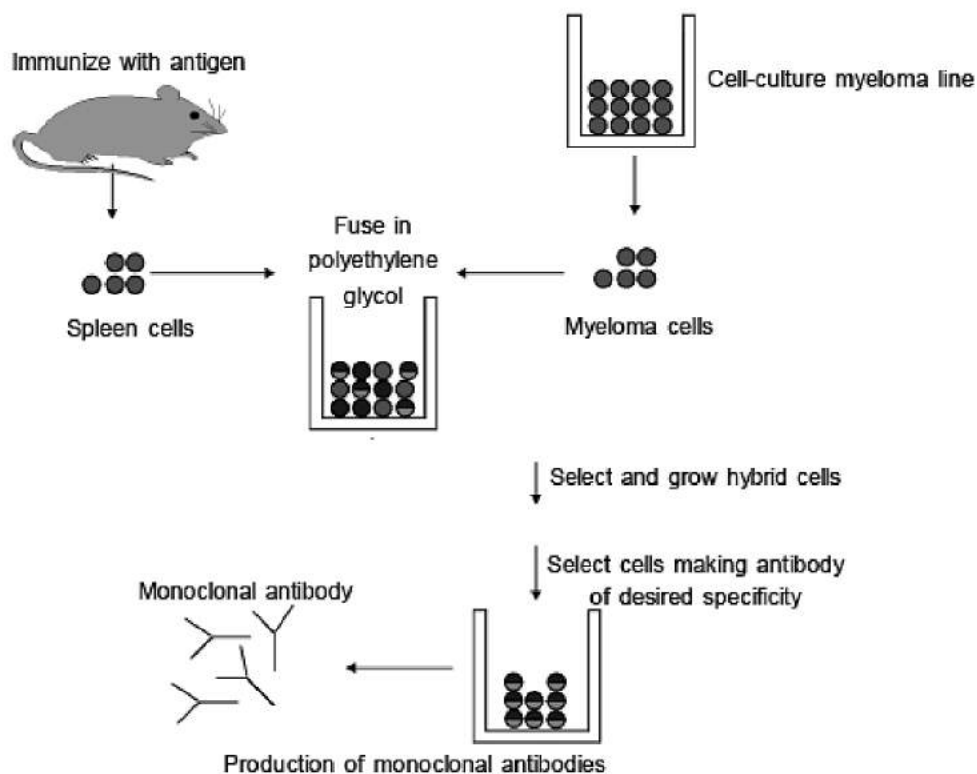 Immunize with antigen
Cell-culture myeloma line
Fuse in
polyethylene
glycol
Spleen cells
Myeloma cells
Select and grow hybrid cells
Select cells making antibody
of desired specificity
Monoclonal antibody
Production of monoclonal antibodies